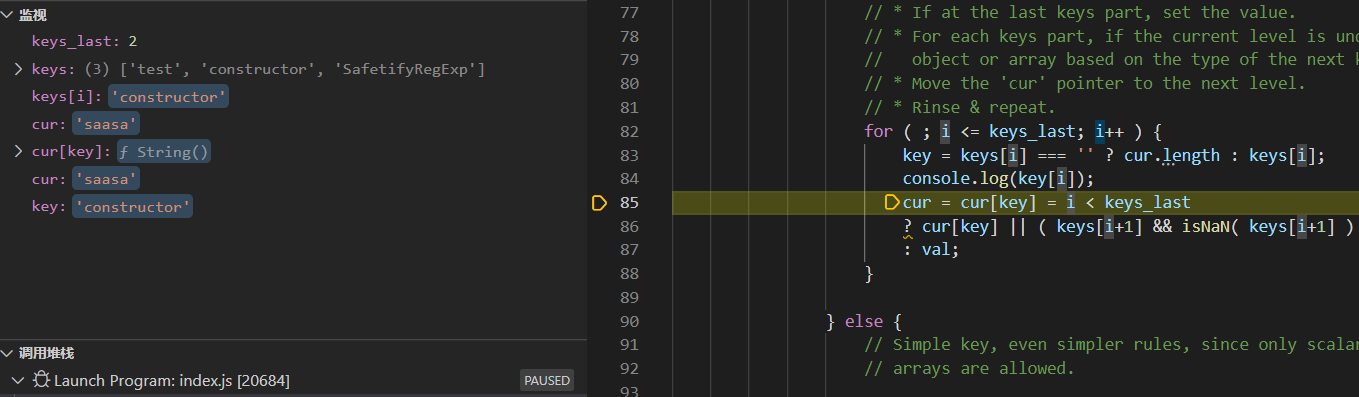 监视
keys_last: 2
keys: (3) ['test', 'constructor', 'SafetifyRegExp']
keys[i]: 'constructor'
cur: 'saasa'
cur[key]: ƒ String()
cur: 'saasa'
key: 'constructor'
调用堆栈
Launch Program: index.js [20684]
PAUSED
77 // * If at the last keys part, set the value.
78 // * For each keys part, if the current level is und
79 //   object or array based on the type of the next k
80 // * Move the 'cur' pointer to the next level.
81 // * Rinse & repeat.
82 for ( ; i <= keys_last; i++ ) {
83 key = keys[i] === '' ? cur.length : keys[i];
84 console.log(key[i]);
85 cur = cur[key] = i < keys_last
86 ? cur[key] || ( keys[i+1] && isNaN( keys[i+1] )
87 : val;
88 }
89
90 } else {
91 // Simple key, even simpler rules, since only scalar
92 // arrays are allowed.
93